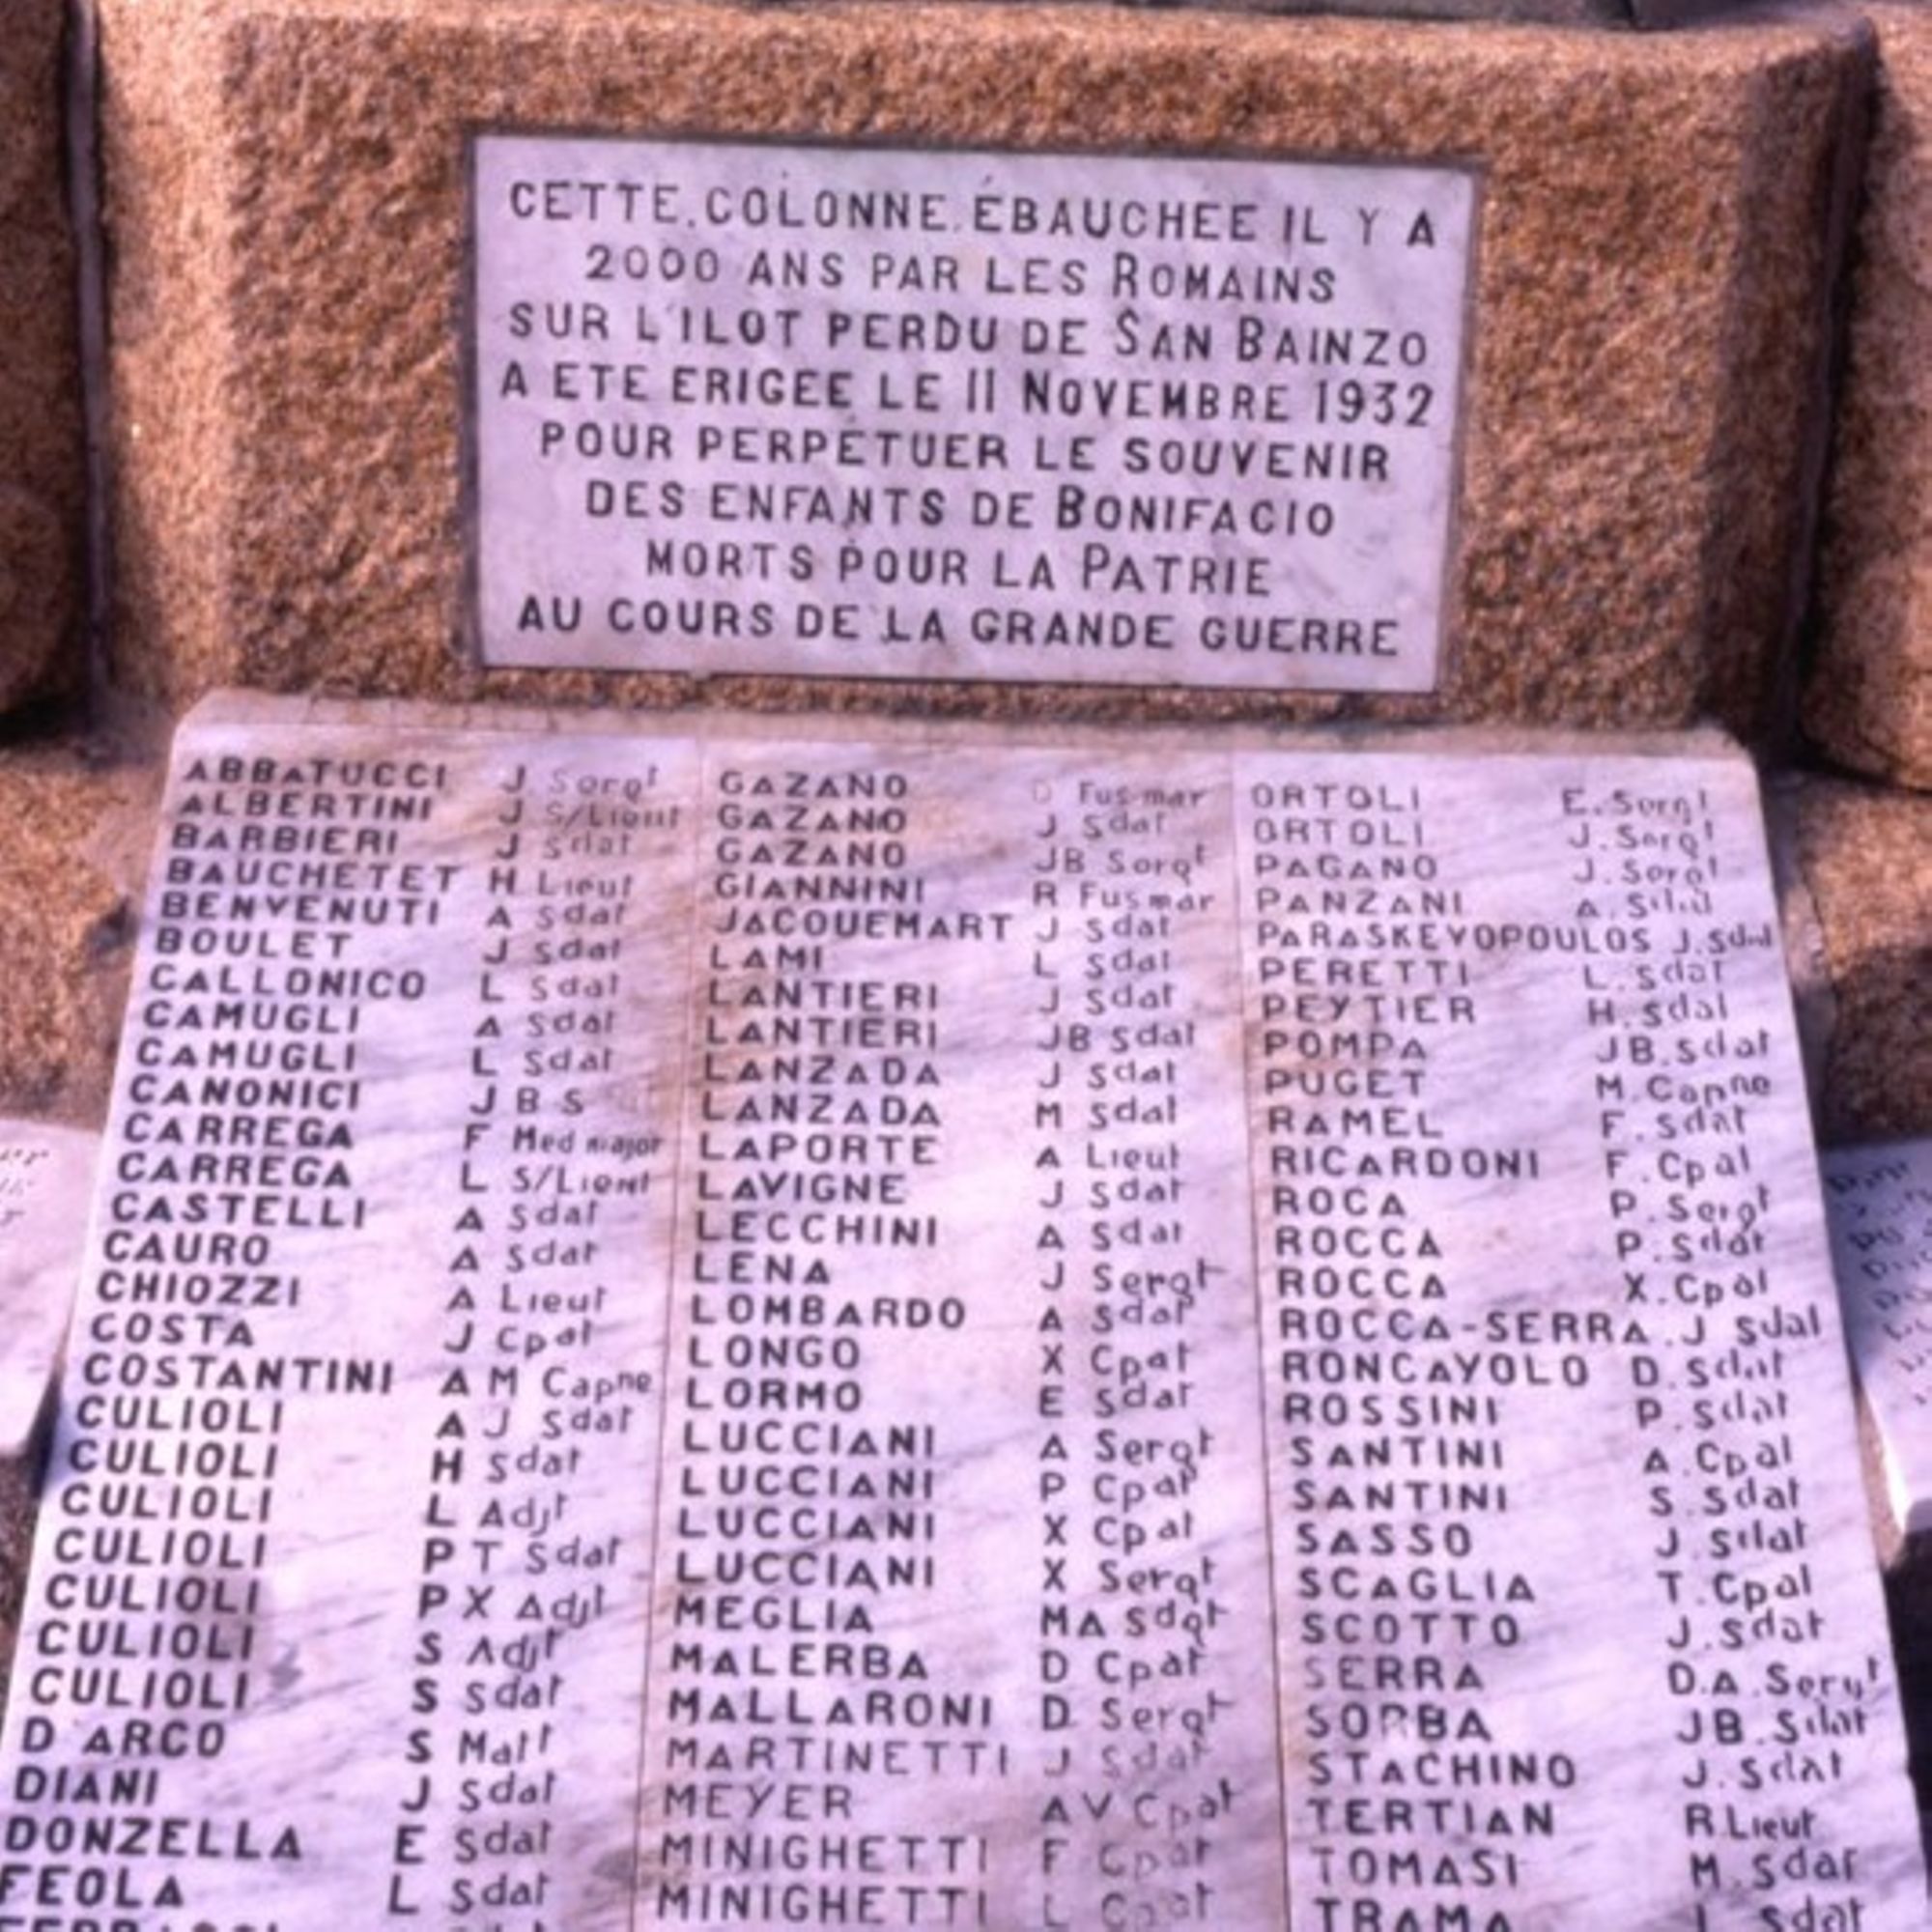 CETTE COLONNE ÉBAUCHEE IL Y A
2000 ANS PAR LES ROMAINS
SUR L'ILOT PERDU DE SAN BAINZO
A ETE ERIGEE LE 11 NOVEMBRE 1932
POUR PERPETUER LE SOUVENIR
DES ENFANTS DE BONIFACIO
MORTS POUR LA PATRIE
AU COURS DE LA GRANDE GUERRE
ABBATUCCI J Sergt
ALBERTINI J S/Lieut
BARBIERI J Sdat
BAUCHETET H Lieut
BENVENUTI A Sdat
BOULET J Sdat
CALLONICO L Sdat
CAMUGLI A Sdat
CAMUGLI L Sdat
CANONICI J B S
CARREGA F Med major
CARREGA L S/Lieut
CASTELLI A Sdat
CAURO A Sdat
CHIOZZI A Lieut
COSTA J Cpal
COSTANTINI A M Capne
CULIOLI A J Sdat
CULIOLI H Sdat
CULIOLI L Adjt
CULIOLI P T Sdat
CULIOLI P X Adjt
CULIOLI S Adjt
CULIOLI S Sdat
D'ARCO S Matt
DIANI J Sdat
DONZELLA E Sdat
FEOLA L Sdat
GAZANO Fus mar
GAZANO J Sdat
GAZANO JB Sergt
GIANNINI R Fus mar
JACQUEMART J Sdat
LAMI L Sdat
LANTIERI J Sdat
LANTIERI JB Sdat
LANZADA J Sdat
LANZADA M Sdat
LAPORTE A Lieut
LAVIGNE J Sdat
LECCHINI A Sdat
LENA J Sergt
LOMBARDO A Sdat
LONGO X Cpal
LORMO E Sdat
LUCCIANI A Sergt
LUCCIANI P Cpal
LUCCIANI X Cpal
LUCCIANI X Sergt
MEGLIA MA Sdat
MALERBA D Cpal
MALLARONI D Sergt
MARTINETTI J Sdat
MEYER A V Cpal
MINIGHETTI F Cpal
MINIGHETTI L Cpal
ORTOLI E. Sergt
ORTOLI J. Sergt
PAGANO J. Sergt
PANZANI A. Sdat
PARASKEVOPOULOS J. Sdat
PERETTI L. Sdat
PEYTIER H. Sdat
POMPA JB. Sdat
PUGET M. Capne
RAMEL F. Sdat
RICARDONI F. Cpal
ROCA P. Sergt
ROCCA P. Sdat
ROCCA X. Cpal
ROCCA-SERRA. J Sdat
RONCAYOLO D. Sdat
ROSSINI P. Sdat
SANTINI A. Cpal
SANTINI S. Sdat
SASSO J. Sdat
SCAGLIA T. Cpal
SCOTTO J. Sdat
SERRA D.A. Sergt
SORBA JB. Sdat
STACHINO J. Sdat
TERTIAN R Lieut
TOMASI M. Sdat
TRAMA L. Sdat